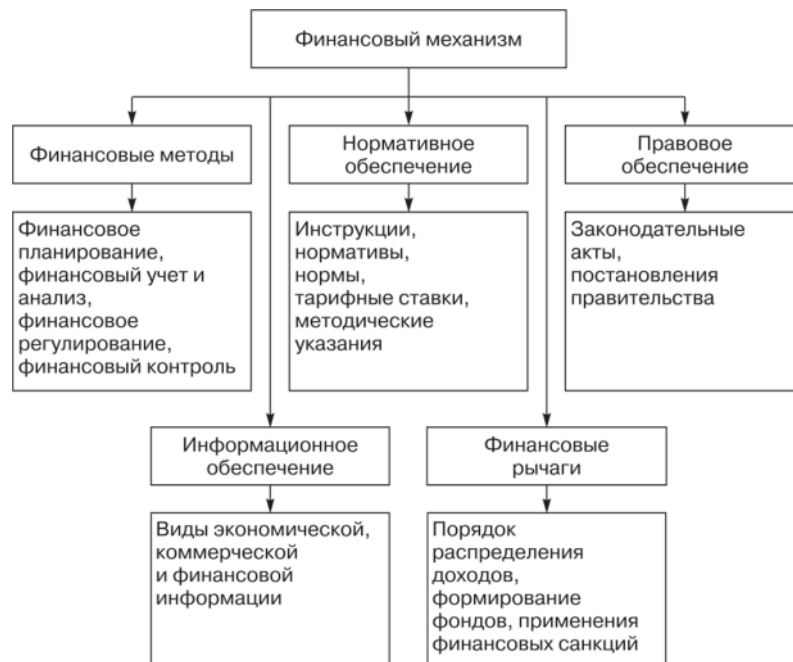 Финансовый механизм
Финансовые методы
Нормативное
обеспечение
Правовое
обеспечение
Финансовое
планирование,
финансовый учет и
анализ,
финансовое
регулирование,
финансовый контроль
Инструкции,
нормативы,
нормы,
тарифные ставки,
методические
указания
Законодательные
акты,
постановления
правительства
Информационное
обеспечение
Финансовые
рычаги
Виды экономической,
коммерческой
и финансовой
информации
Порядок
распределения
доходов,
формирование
фондов, применения
финансовых санкций